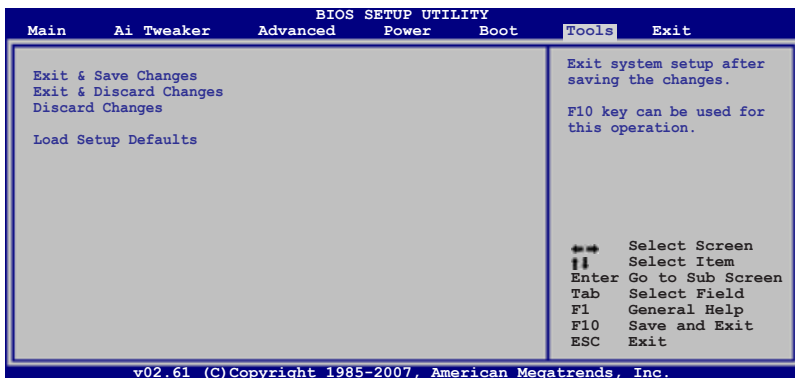 BIOS SETUP UTILITY
Main Ai Tweaker Advanced Power Boot Tools Exit
Exit & Save Changes
Exit & Discard Changes
Discard Changes
Load Setup Defaults
Exit system setup after
saving the changes.
F10 key can be used for
this operation.
Select Screen
Select Item
Enter Go to Sub Screen
Tab Select Field
F1 General Help
F10 Save and Exit
ESC Exit
v02.61 (C)Copyright 1985-2007, American Megatrends, Inc.